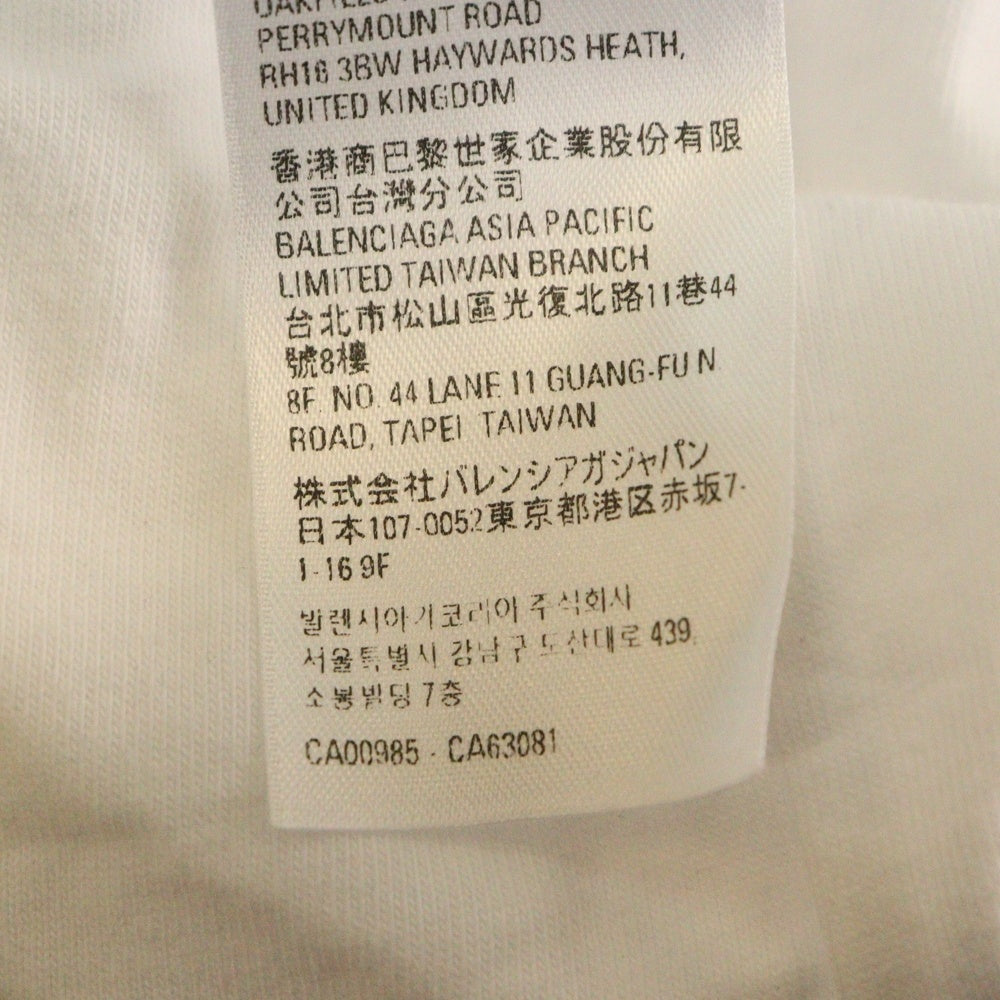 PERRYMOUNT ROAD
RH16 3BW HAYWARDS HEATH,
UNITED KINGDOM
香港商巴黎世家企業股份有限
公司台灣分公司
BALENCIAGA ASIA PACIFIC
LIMITED TAIWAN BRANCH
台北市松山區光復北路11巷44
號8樓
8F. NO. 44 LANE 11 GUANG-FU N.
ROAD, TAPEI TAIWAN
株式会社バレンシアガジャパン
日本107-0052東京都港区赤坂7-
1-16 9F
발렌시아가코리아 주식회사
서울특별시 강남구 도산대로 439,
소봉빌딩 7층
CA00985 - CA63081